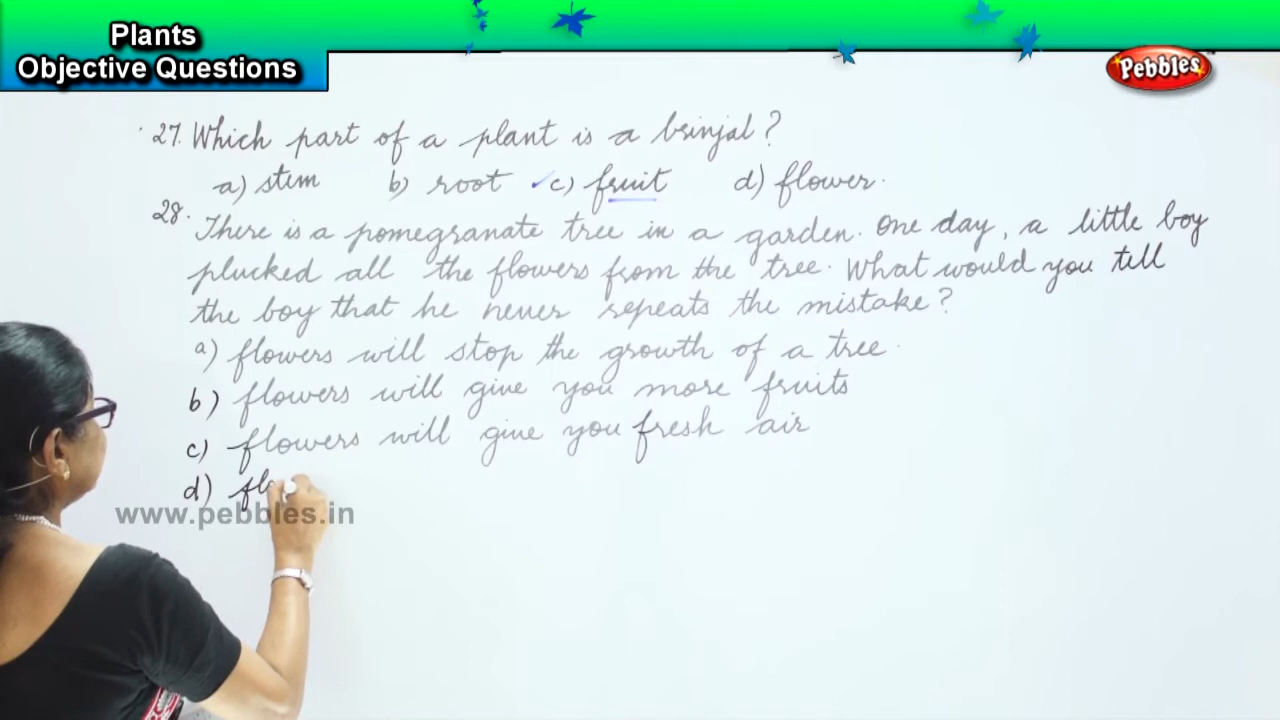 Plants
Objective Questions
Pebbles
27. Which part of a plant is a brinjal?
a) stem b) root ✓c) fruit d) flower.
28. There is a pomegranate tree in a garden. One day, a little boy
plucked all the flowers from the tree. What would you tell
the boy that he never repeats the mistake?
a) flowers will stop the growth of a tree.
b) flowers will give you more fruits
c) flowers will give you fresh air
d) flo
www.pebbles.in